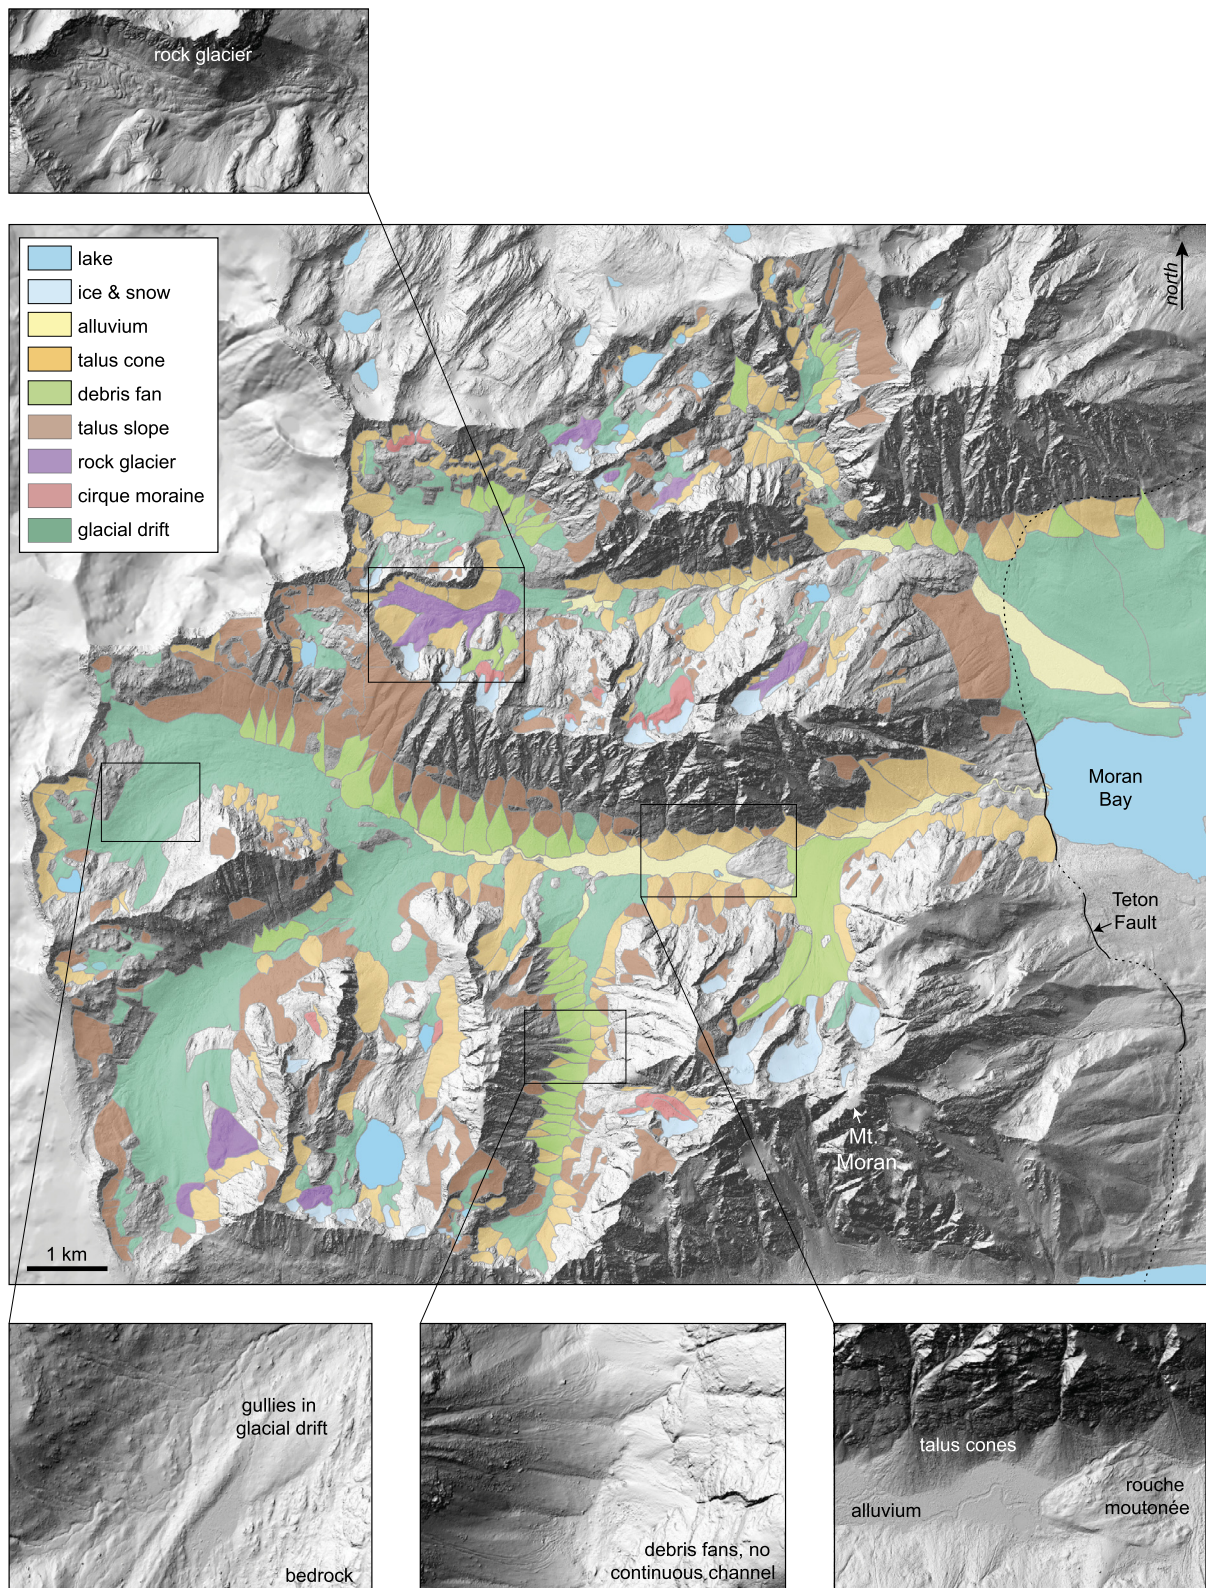 rock glacier
lake
ice & snow
alluvium
talus cone
debris fan
talus slope
rock glacier
cirque moraine
glacial drift
north
Moran
Bay
Teton
Fault
Mt.
Moran
1 km
gullies in
glacial drift
bedrock
debris fans, no
continuous channel
talus cones
alluvium
rouche
moutonée